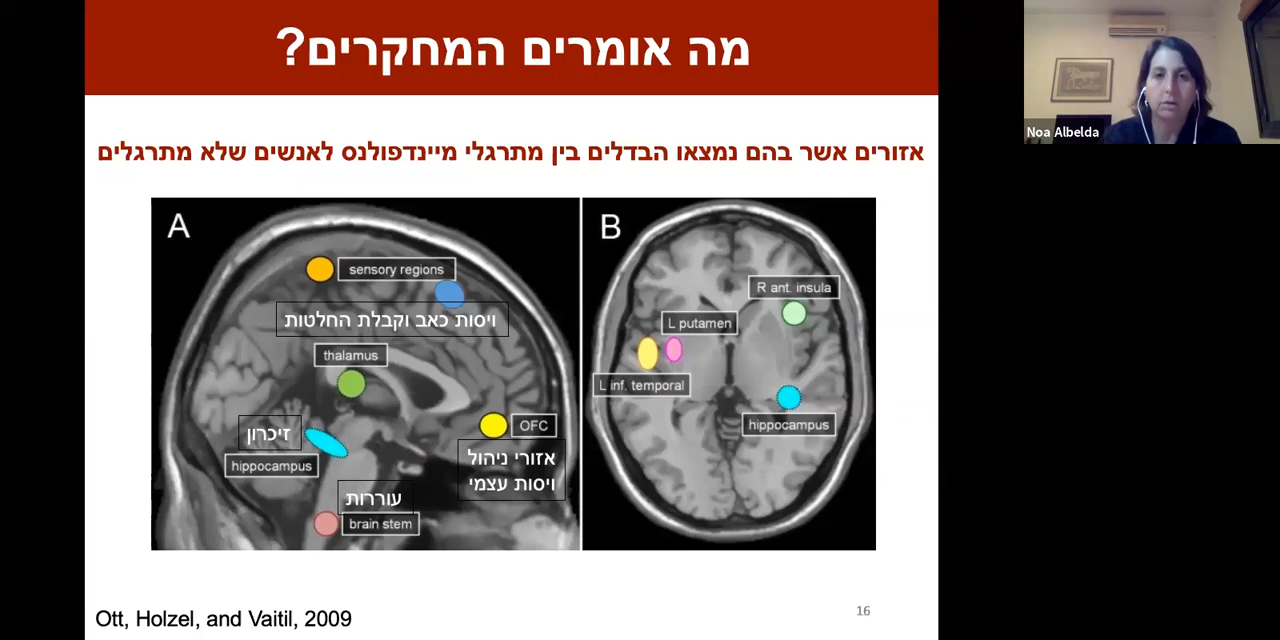 מה אומרים המחקרים?
Noa Albelda
אזורים אשר בהם נמצאו הבדלים בין מתרגלי מיינדפולנס לאנשים שלא מתרגלים
A
sensory regions
ויסות כאב וקבלת החלטות
thalamus
OFC
אזורי ניהול
ויסות עצמי
זיכרון
hippocampus
עוררות
brain stem
B
R ant. insula
L putamen
L inf. temporal
hippocampus
Ott, Holzel, and Vaitil, 2009
16